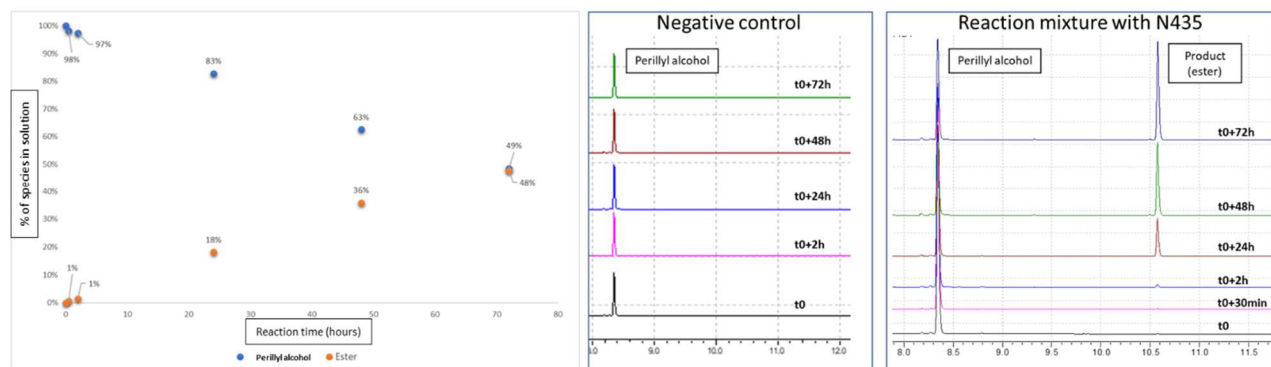 100%
90%
80%
70%
60%
50%
40%
30%
20%
10%
0%
98%
97%
83%
63%
49%
48%
36%
18%
1%
1%
0
10
20
30
40
50
60
70
80
% of species in solution
Reaction time (hours)
Perillyl alcohol
Ester
Negative control
Perillyl alcohol
t0+72h
t0+48h
t0+24h
t0+2h
t0
9.0
10.0
11.0
12.0
Reaction mixture with N435
Perillyl alcohol
Product
(ester)
t0+72h
t0+48h
t0+24h
t0+2h
t0+30min
t0
8.0
8.5
9.0
9.5
10.0
10.5
11.0
11.5